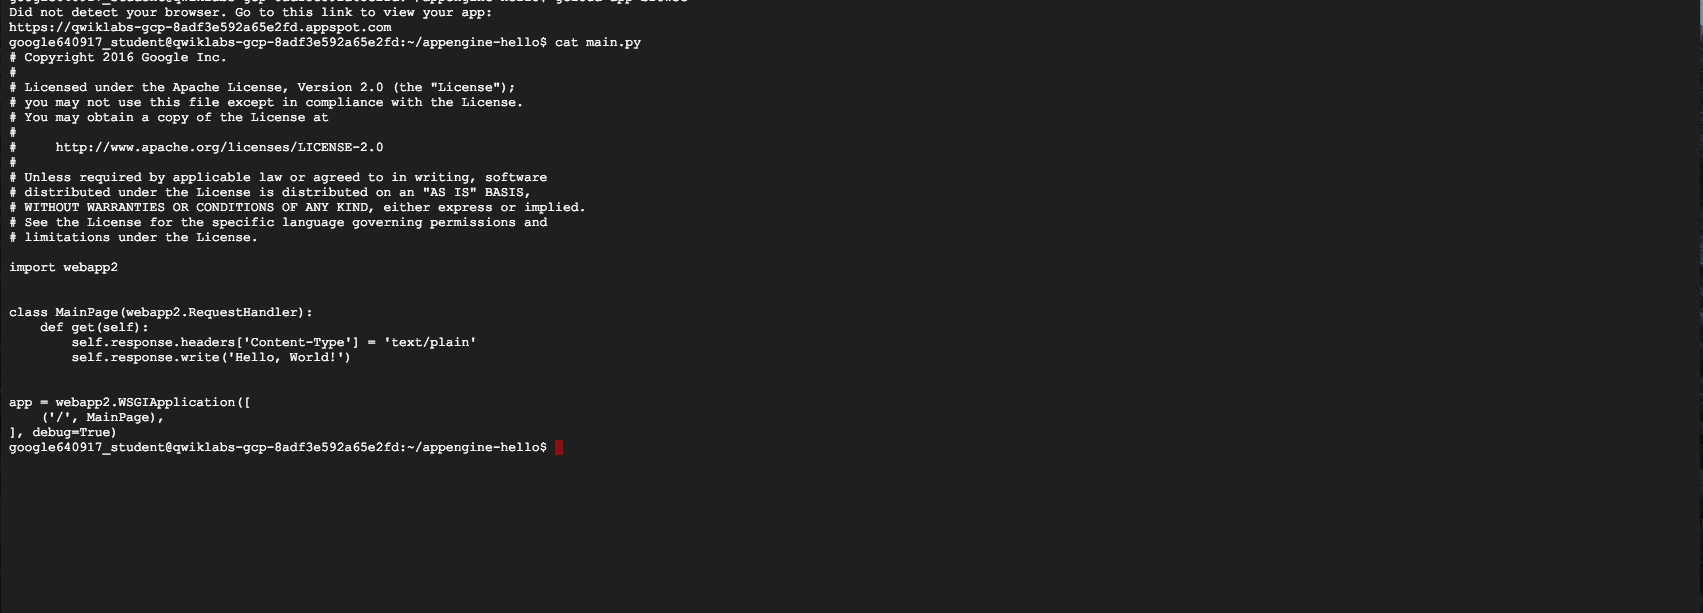 Did not detect your browser. Go to this link to view your app:
https://qwiklabs-gcp-8adf3e592a65e2fd.appspot.com
google640917_student@qwiklabs-gcp-8adf3e592a65e2fd:~/appengine-hello$ cat main.py
# Copyright 2016 Google Inc.
#
# Licensed under the Apache License, Version 2.0 (the "License");
# you may not use this file except in compliance with the License.
# You may obtain a copy of the License at
#
#     http://www.apache.org/licenses/LICENSE-2.0
#
# Unless required by applicable law or agreed to in writing, software
# distributed under the License is distributed on an "AS IS" BASIS,
# WITHOUT WARRANTIES OR CONDITIONS OF ANY KIND, either express or implied.
# See the License for the specific language governing permissions and
# limitations under the License.

import webapp2


class MainPage(webapp2.RequestHandler):
    def get(self):
        self.response.headers['Content-Type'] = 'text/plain'
        self.response.write('Hello, World!')


app = webapp2.WSGIApplication([
    ('/', MainPage),
], debug=True)
google640917_student@qwiklabs-gcp-8adf3e592a65e2fd:~/appengine-hello$